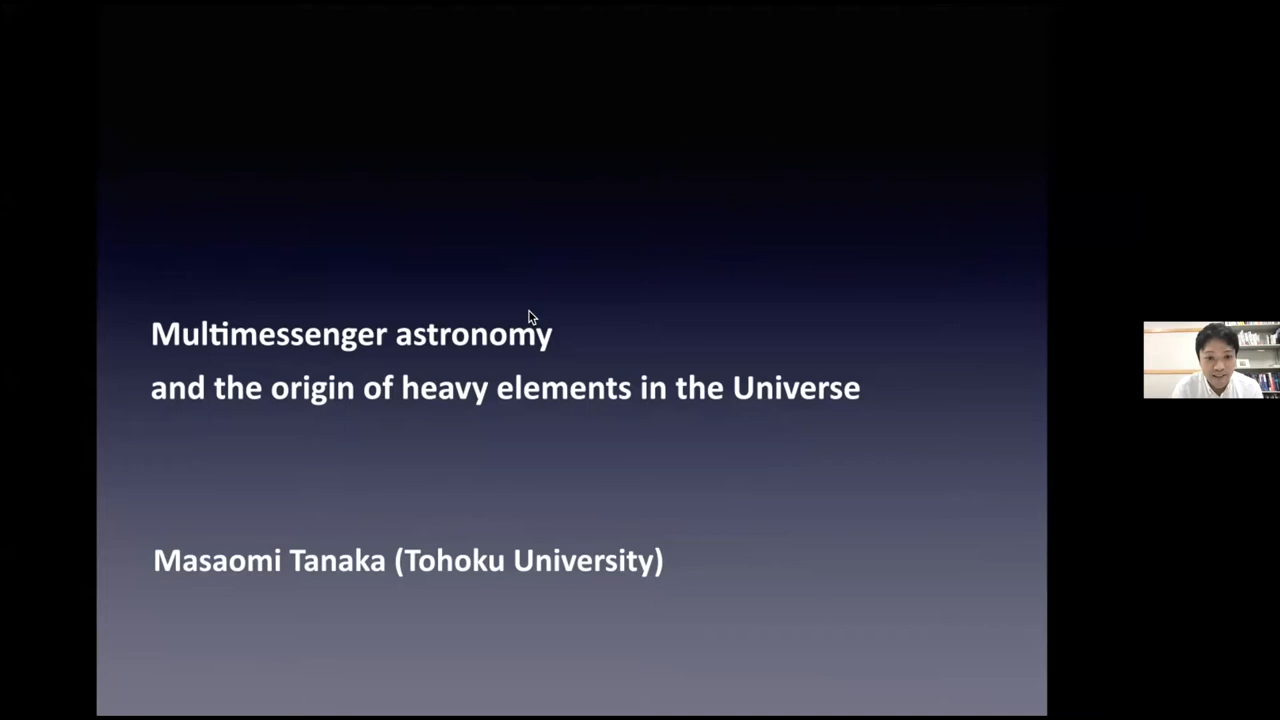 Multimessenger astronomy
and the origin of heavy elements in the Universe
Masaomi Tanaka (Tohoku University)